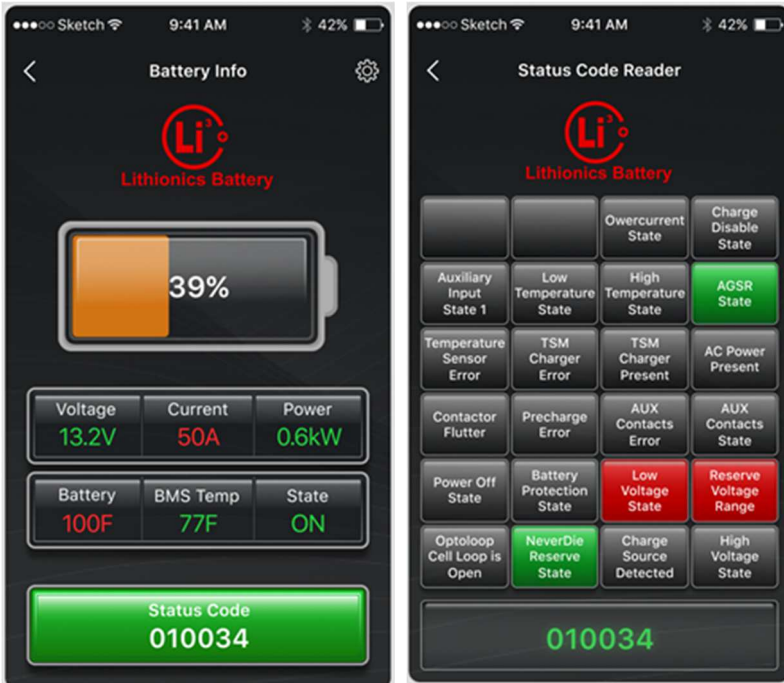 ●●●○○ Sketch 9:41 AM 42%
Battery Info
Li3
Lithionics Battery
39%
Voltage Current Power
13.2V 50A 0.6kW
Battery BMS Temp State
100F 77F ON
Status Code
010034
●●●○○ Sketch 9:41 AM 42%
Status Code Reader
Li3
Lithionics Battery
Owercurrent
State
Charge
Disable
State
Auxiliary
Input
State 1
Low
Temperature
State
High
Temperature
State
AGSR
State
Temperature
Sensor
Error
TSM
Charger
Error
TSM
Charger
Present
AC Power
Present
Contactor
Flutter
Precharge
Error
AUX
Contacts
Error
AUX
Contacts
State
Power Off
State
Battery
Protection
State
Low
Voltage
State
Reserve
Voltage
Range
Optoloop
Cell Loop is
Open
NeverDie
Reserve
State
Charge
Source
Detected
High
Voltage
State
010034